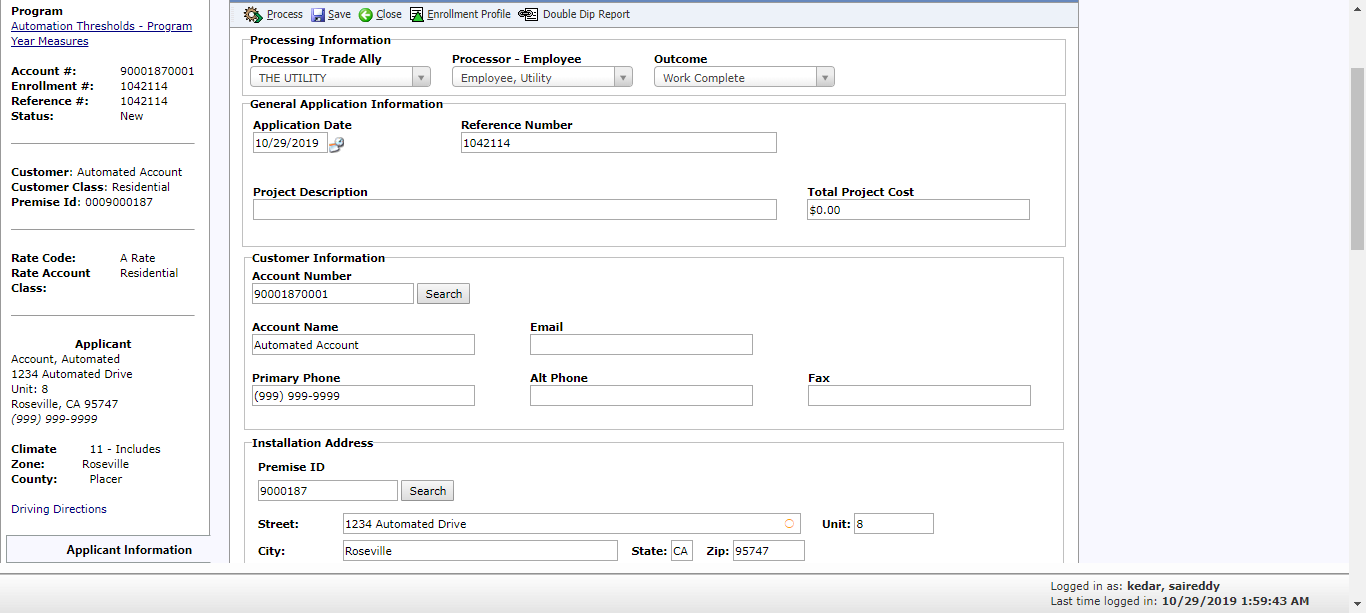 Program
Automation Thresholds - Program
Year Measures
Account #: 90001870001
Enrollment #: 1042114
Reference #: 1042114
Status: New
Customer: Automated Account
Customer Class: Residential
Premise Id: 0009000187
Rate Code: A Rate
Rate Account Residential
Class:
Applicant
Account, Automated
1234 Automated Drive
Unit: 8
Roseville, CA 95747
(999) 999-9999
Climate 11 - Includes
Zone: Roseville
County: Placer
Driving Directions
Applicant Information
Process Save Close Enrollment Profile Double Dip Report
Processing Information
Processor - Trade Ally Processor - Employee Outcome
THE UTILITY Employee, Utility Work Complete
General Application Information
Application Date Reference Number
10/29/2019 1042114
Project Description Total Project Cost
$0.00
Customer Information
Account Number
90001870001 Search
Account Name Email
Automated Account
Primary Phone Alt Phone Fax
(999) 999-9999
Installation Address
Premise ID
9000187 Search
Street: 1234 Automated Drive Unit: 8
City: Roseville State: CA Zip: 95747
Logged in as: kedar, saireddy
Last time logged in: 10/29/2019 1:59:43 AM